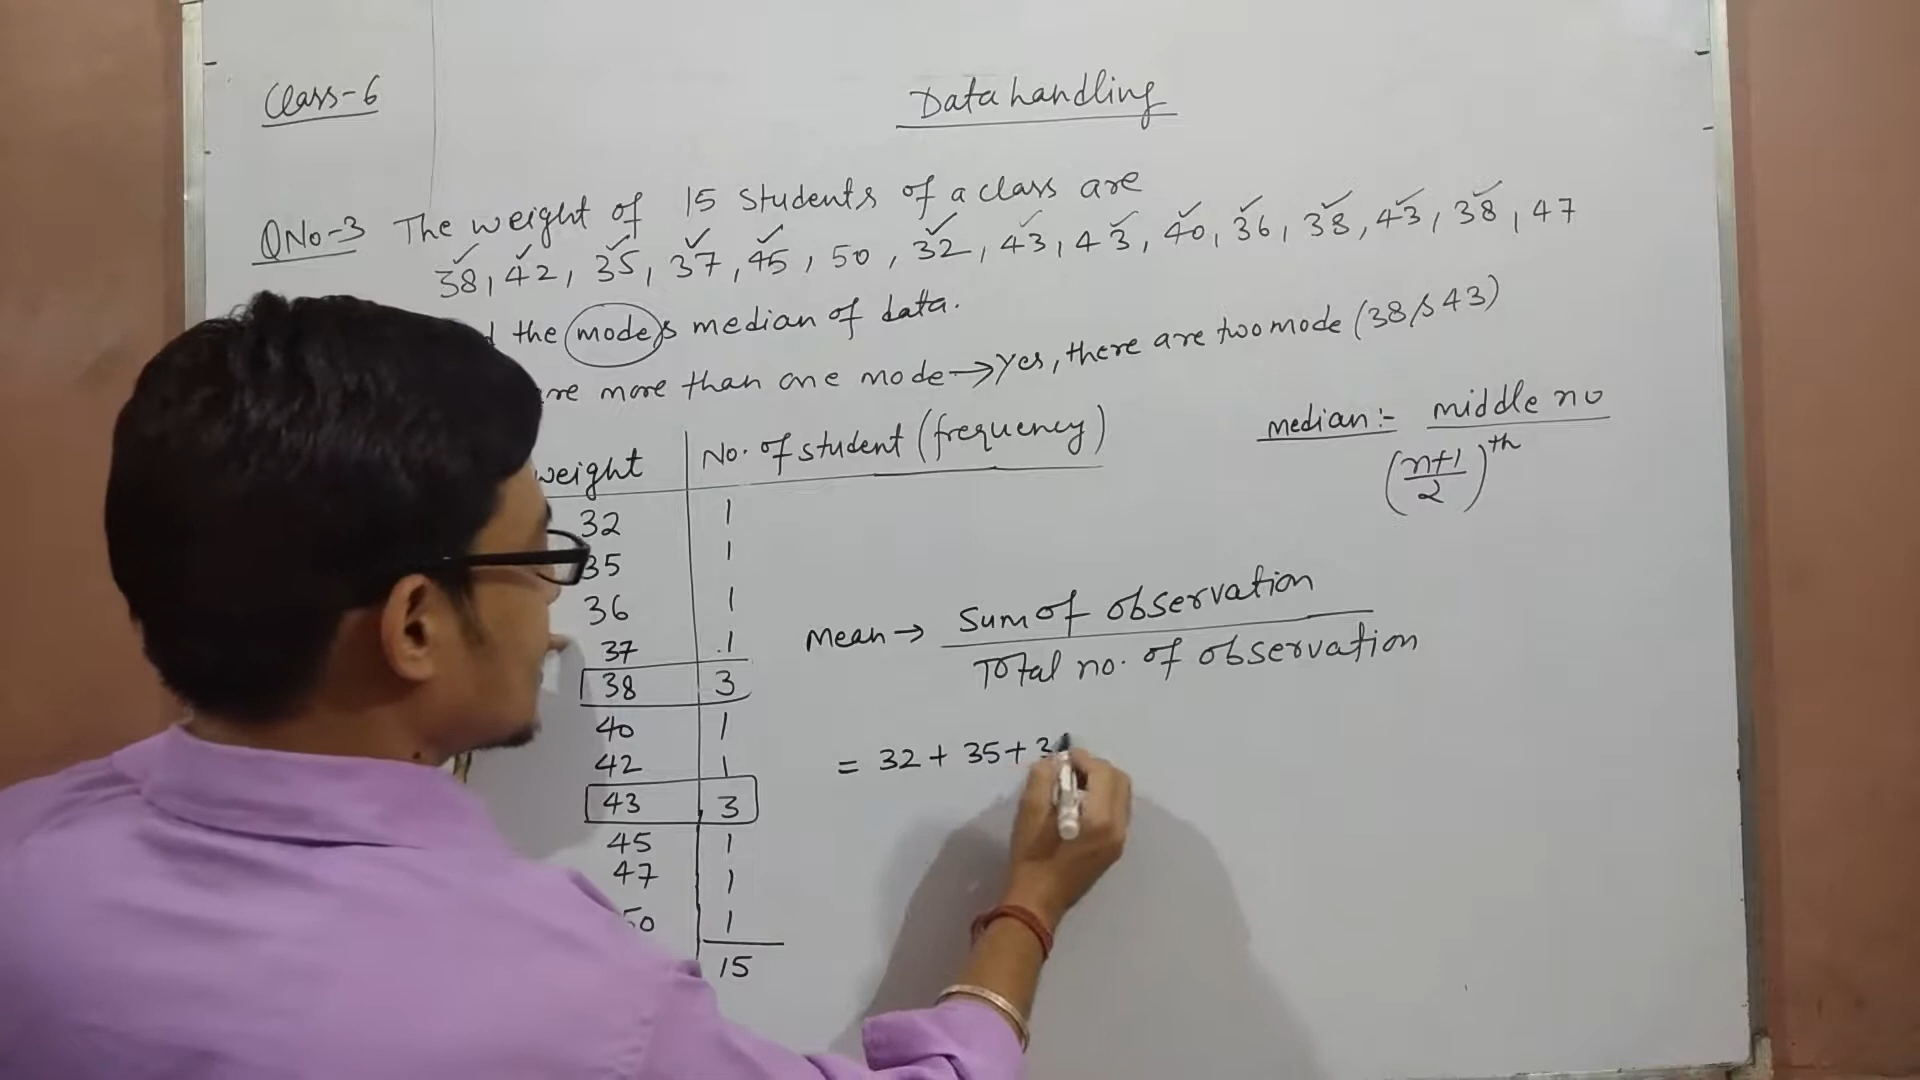 Class-6
Data handling
QNo-3 The weight of 15 students of a class are
38, 42, 35, 37, 45, 50, 32, 43, 43, 40, 36, 38, 43, 38, 47
the mode & median of data.
more than one mode → Yes, there are two mode (38 & 43)
weight No. of student (frequency)
32 1
35 1
36 1
37 1
38 3
40 1
42 1
43 3
45 1
47 1
50 1
15
median :- middle no
(n+1/2)th
Mean → Sum of observation
Total no. of observation
= 32 + 35 + 3